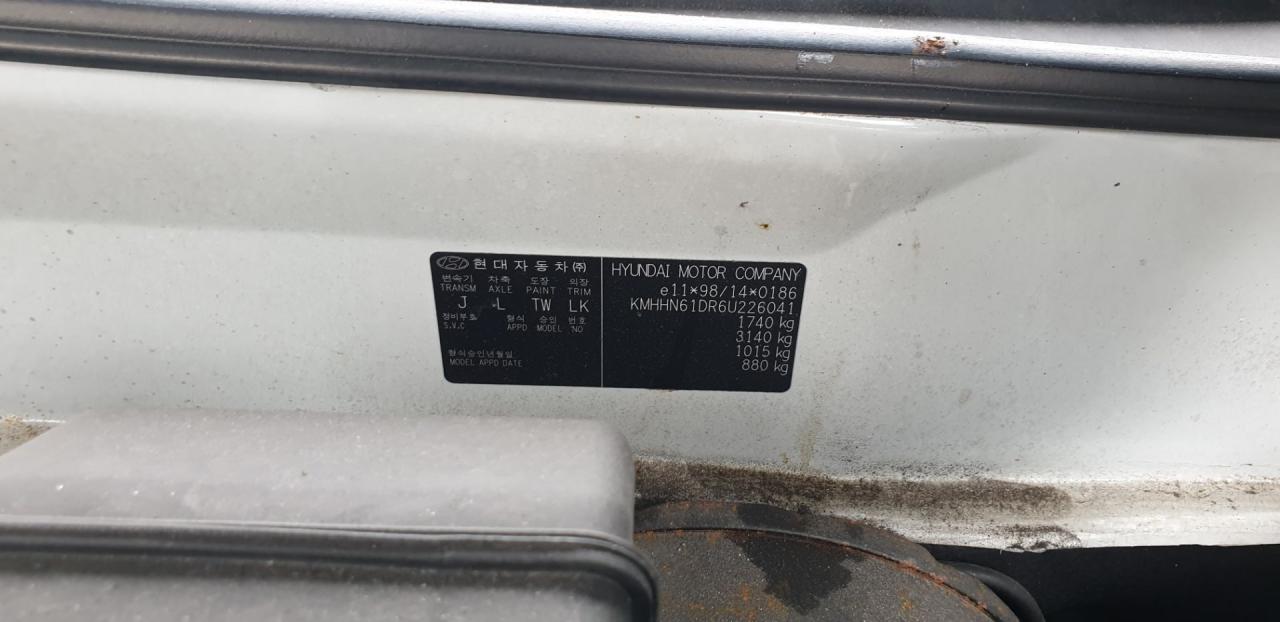 현대자동차㈜
변속기 차축 도장 의장
TRANSM AXLE PAINT TRIM
J L TW LK
정비부호 형식 승인 번호
S.V.C APPD MODEL NO
형식승인년월일
MODEL APPD DATE
HYUNDAI MOTOR COMPANY
e11*98/14*0186
KMHHN61DR6U226041
1740 kg
3140 kg
1015 kg
880 kg